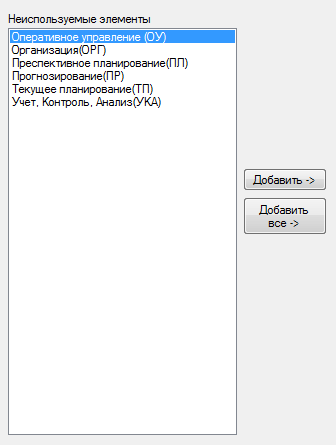 Неиспользуемые элементы
Оперативное управление (ОУ)
Организация(ОРГ)
Преспективное планирование(ПЛ)
Прогнозирование(ПР)
Текущее планирование(ТП)
Учет, Контроль, Анализ(УКА)
Добавить ->
Добавить
все ->